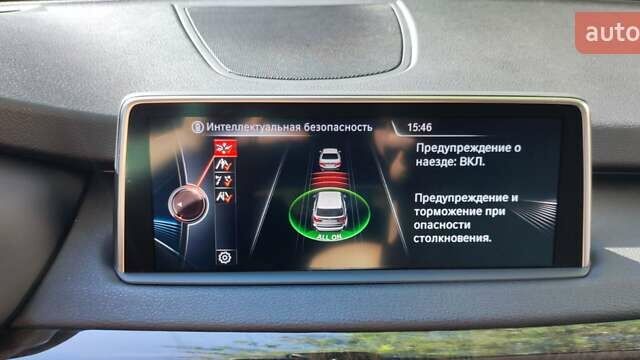 auto
Интеллектуальная безопасность
15:46
Предупреждение о
наезде: ВКЛ.
Предупреждение и
торможение при
опасности
столкновения.
ALL ON